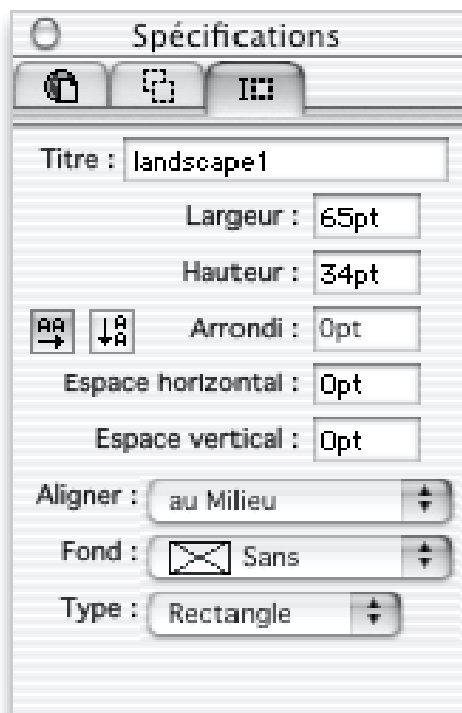 Spécifications
Titre : landscape1
Largeur : 65pt
Hauteur : 34pt
AA A A Arrondi : 0pt
Espace horizontal : 0pt
Espace vertical : 0pt
Aligner : au Milieu
Fond : Sans
Type : Rectangle